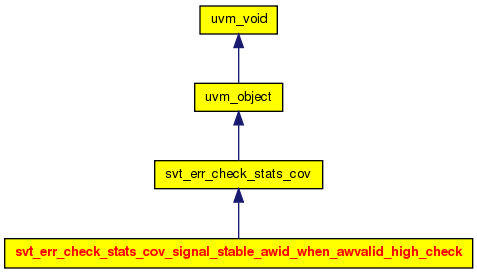 uvm_void
uvm_object
svt_err_check_stats_cov
svt_err_check_stats_cov_signal_stable_awid_when_awvalid_high_check